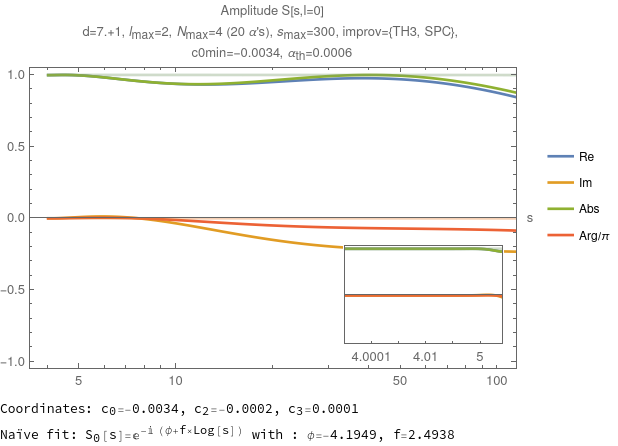 Amplitude S[s,l=0]
d=7.+1, lmax=2, Nmax=4 (20 α's), smax=300, improv={TH3, SPC},
c0min=-0.0034, αth=0.0006
1.0
0.5
0.0
-0.5
-1.0
5
10
50
100
s
4.0001
4.01
5
Re
Im
Abs
Arg/π
Coordinates: c0=-0.0034, c2=-0.0002, c3=0.0001
Naïve fit: S0[s]=e^-i (ϕ+f×Log[s]) with : ϕ=-4.1949, f=2.4938